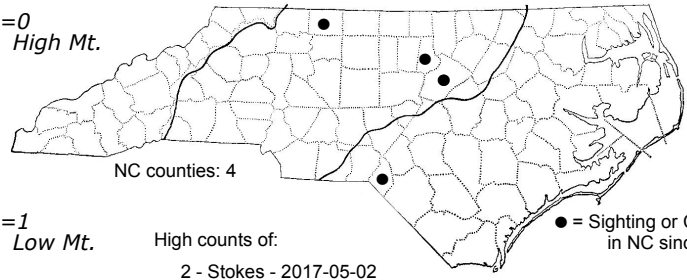 =0
High Mt.
NC counties: 4
=1
Low Mt.
High counts of:
2 - Stokes - 2017-05-02
● = Sighting or
in NC